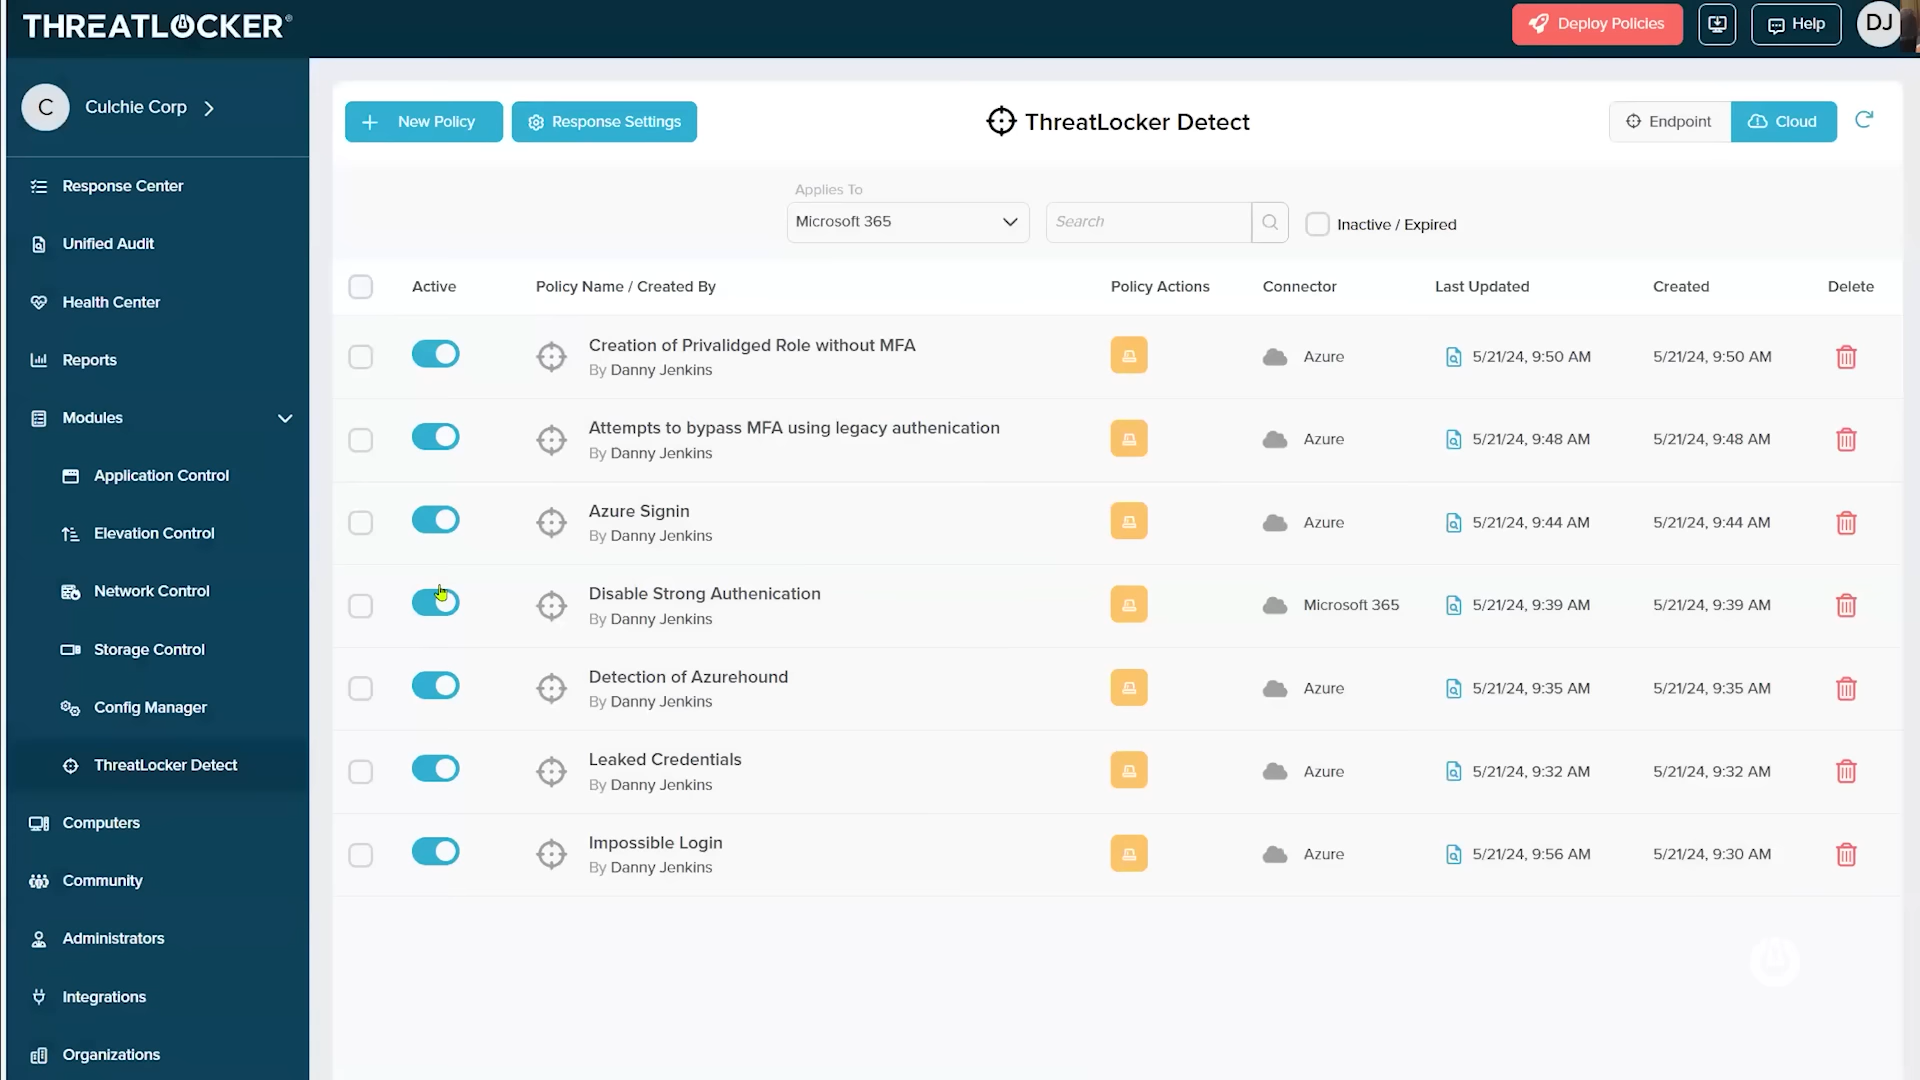 THREATLOCKER®
Deploy Policies
Help
DJ
C
Culchie Corp
New Policy
Response Settings
ThreatLocker Detect
Endpoint
Cloud
Response Center
Unified Audit
Health Center
Reports
Modules
Application Control
Elevation Control
Network Control
Storage Control
Config Manager
ThreatLocker Detect
Computers
Community
Administrators
Integrations
Organizations
Applies To
Microsoft 365
Search
Inactive / Expired
Active Policy Name / Created By Policy Actions Connector Last Updated Created Delete
Creation of Privalidged Role without MFA
By Danny Jenkins
Azure 5/21/24, 9:50 AM 5/21/24, 9:50 AM
Attempts to bypass MFA using legacy authenication
By Danny Jenkins
Azure 5/21/24, 9:48 AM 5/21/24, 9:48 AM
Azure Signin
By Danny Jenkins
Azure 5/21/24, 9:44 AM 5/21/24, 9:44 AM
Disable Strong Authenication
By Danny Jenkins
Microsoft 365 5/21/24, 9:39 AM 5/21/24, 9:39 AM
Detection of Azurehound
By Danny Jenkins
Azure 5/21/24, 9:35 AM 5/21/24, 9:35 AM
Leaked Credentials
By Danny Jenkins
Azure 5/21/24, 9:32 AM 5/21/24, 9:32 AM
Impossible Login
By Danny Jenkins
Azure 5/21/24, 9:56 AM 5/21/24, 9:30 AM